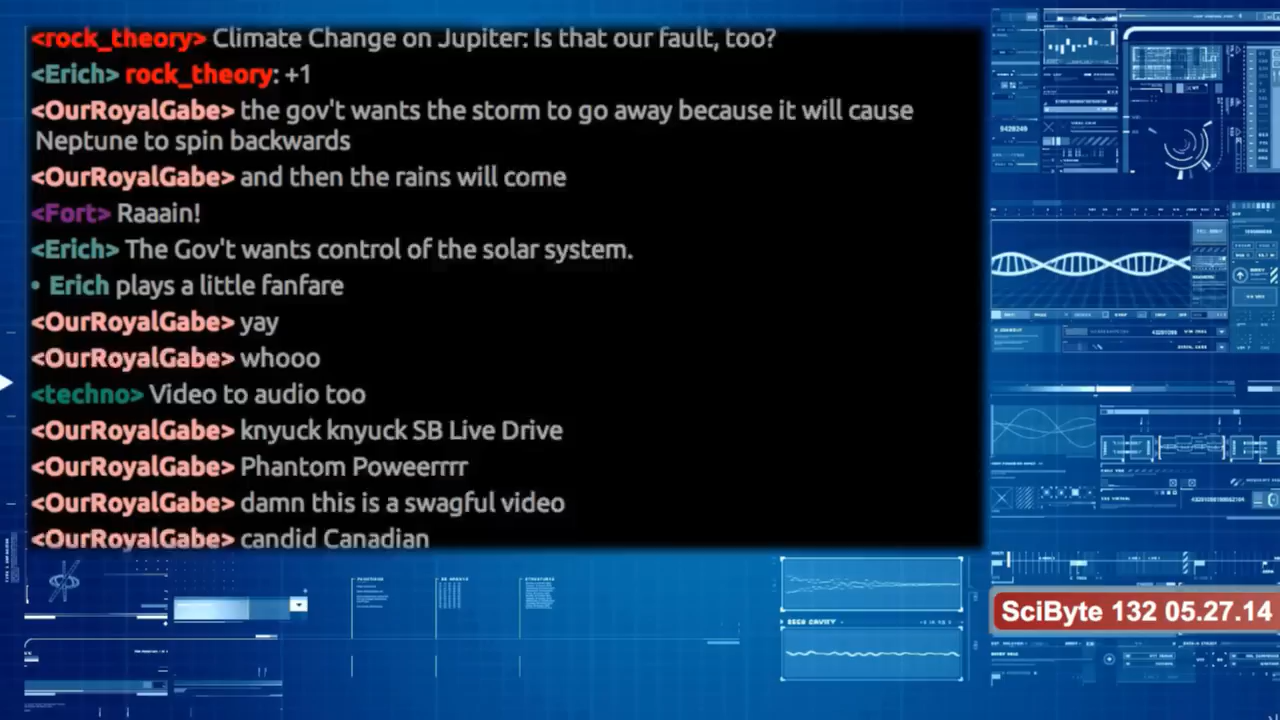 <rock_theory> Climate Change on Jupiter: Is that our fault, too?
<Erich> rock_theory: +1
<OurRoyalGabe> the gov't wants the storm to go away because it will cause
Neptune to spin backwards
<OurRoyalGabe> and then the rains will come
<Fort> Raaain!
<Erich> The Gov't wants control of the solar system.
• Erich plays a little fanfare
<OurRoyalGabe> yay
<OurRoyalGabe> whooo
<techno> Video to audio too
<OurRoyalGabe> knyuck knyuck SB Live Drive
<OurRoyalGabe> Phantom Poweerrrr
<OurRoyalGabe> damn this is a swagful video
<OurRoyalGabe> candid Canadian
SciByte 132 05.27.14